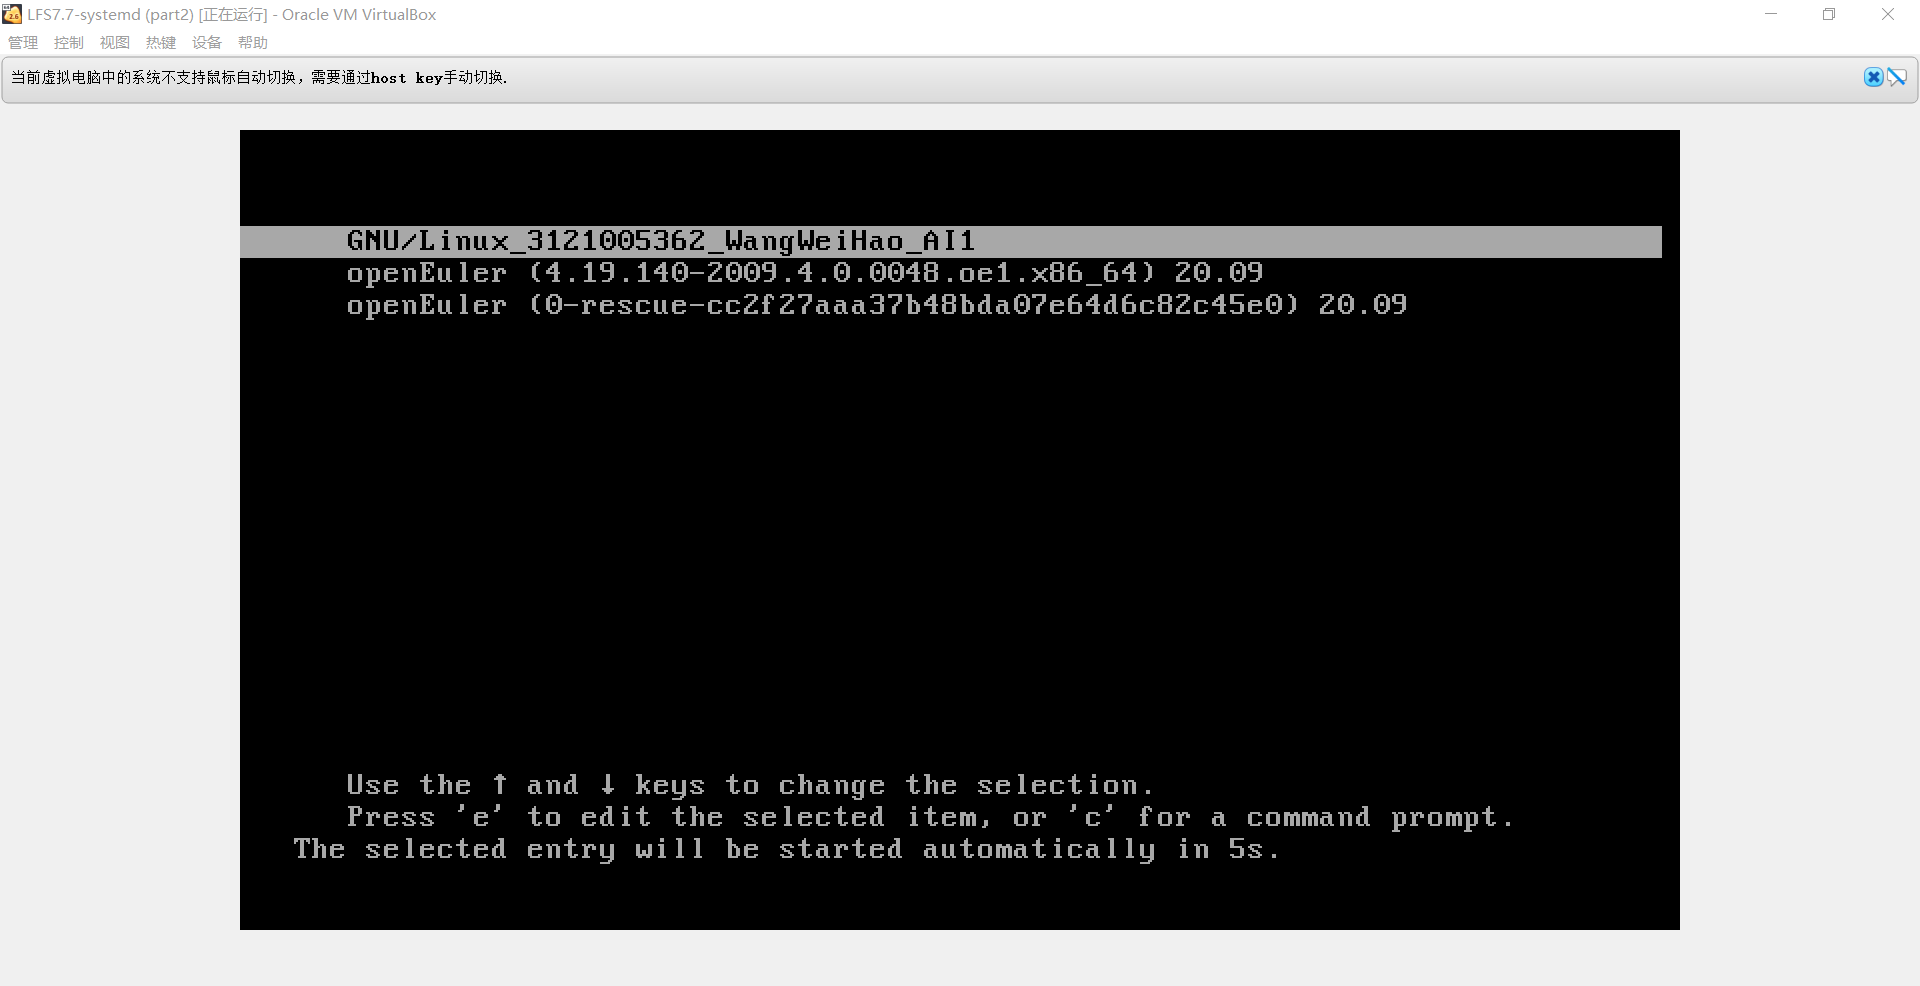 LFS7.7-systemd (part2) [正在运行] - Oracle VM VirtualBox
管理 控制 视图 热键 设备 帮助
当前虚拟电脑中的系统不支持鼠标自动切换，需要通过host key手动切换.
GNU/Linux_3121005362_WangWeiHao_AI1
openEuler (4.19.140-2009.4.0.0048.oe1.x86_64) 20.09
openEuler (0-rescue-cc2f27aaa37b48bda07e64d6c82c45e0) 20.09
Use the ↑ and ↓ keys to change the selection.
Press 'e' to edit the selected item, or 'c' for a command prompt.
The selected entry will be started automatically in 5s.